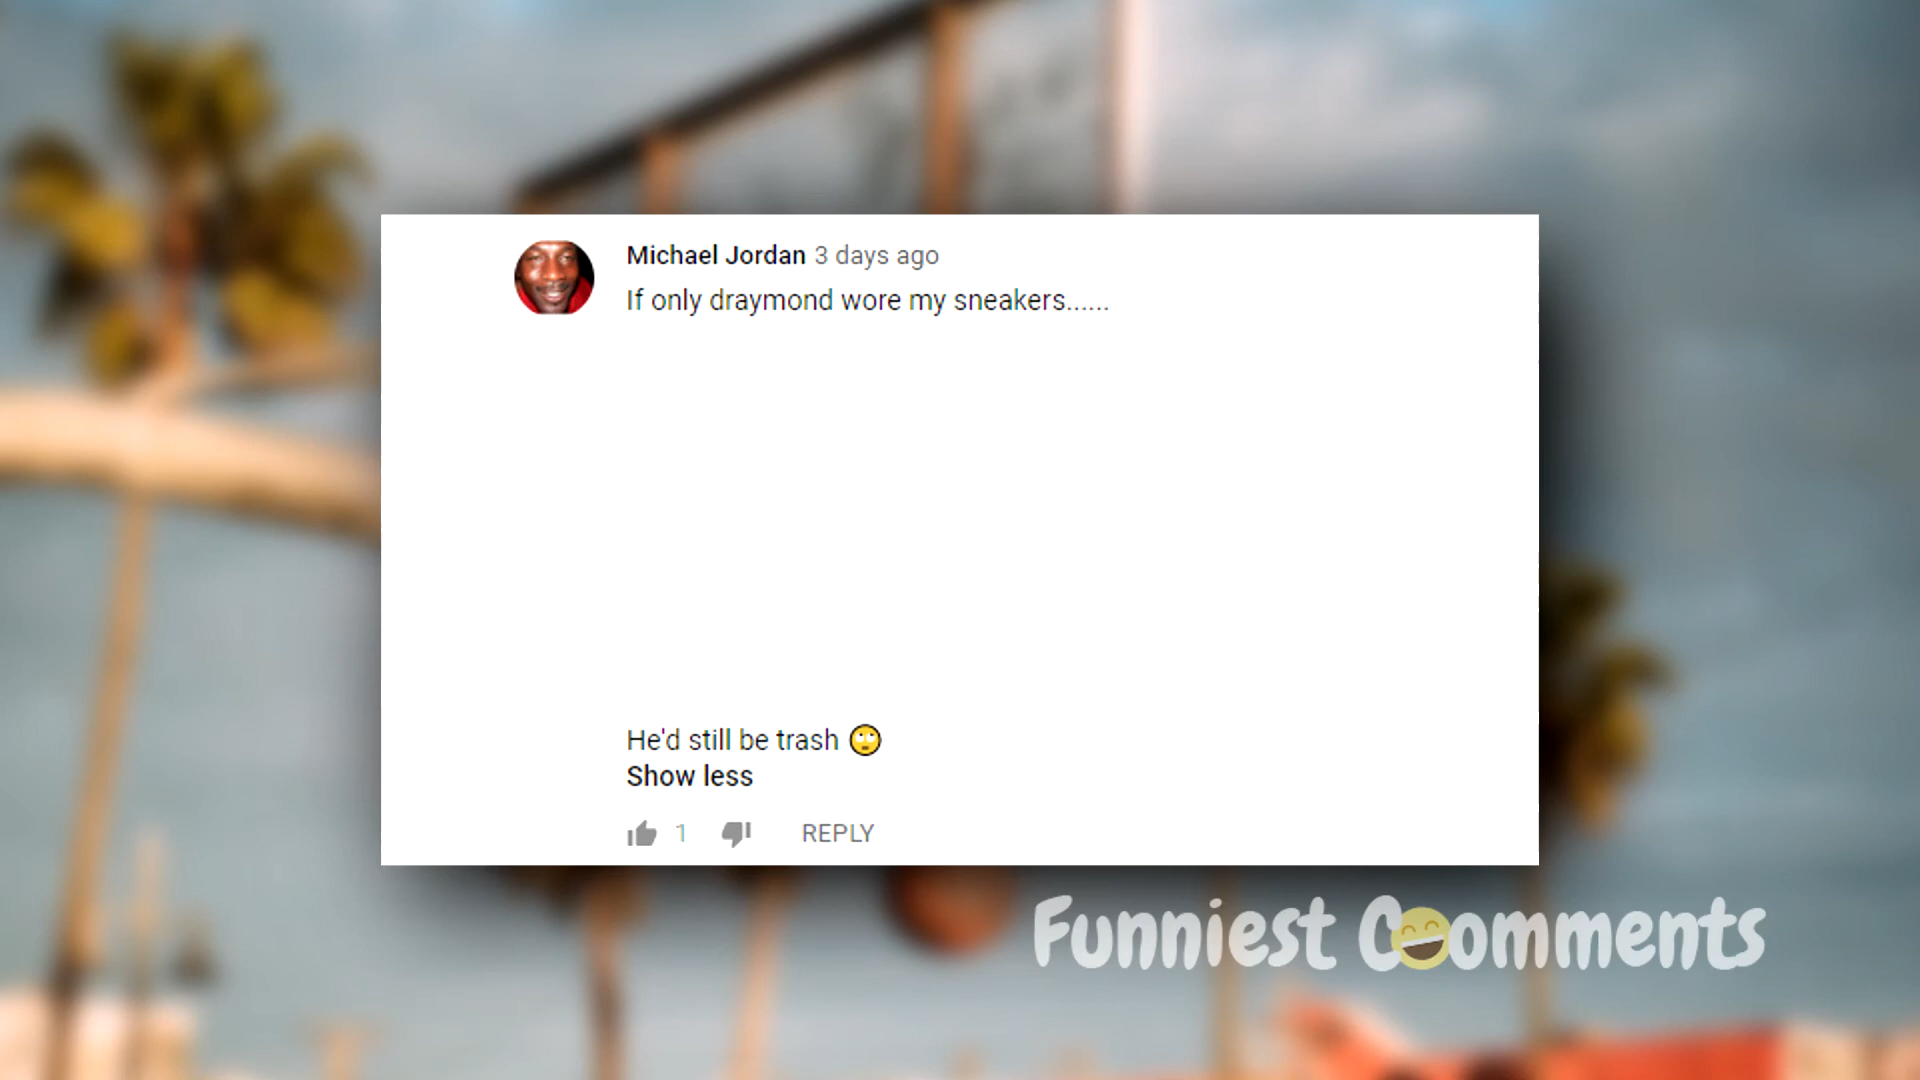 Michael Jordan 3 days ago
If only draymond wore my sneakers......
He'd still be trash 🙄
Show less
1 REPLY
Funniest Comments